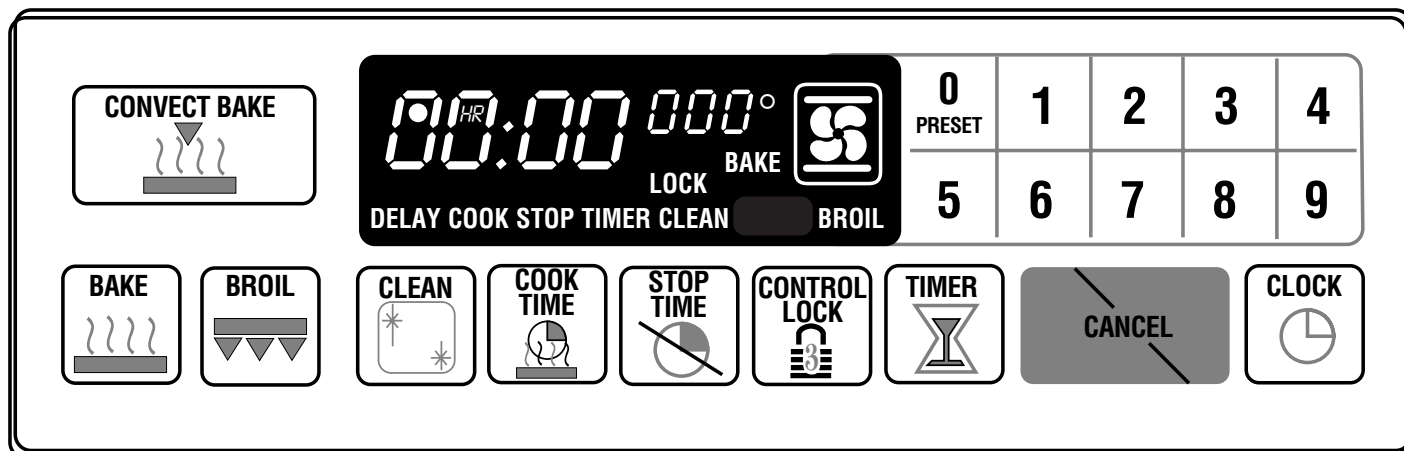 CONVECT BAKE
00:00
HR
000°
BAKE
LOCK
DELAY COOK STOP TIMER CLEAN BROIL
0
PRESET
1
2
3
4
5
6
7
8
9
BAKE
BROIL
CLEAN
COOK
TIME
STOP
TIME
CONTROL
LOCK
3
TIMER
CANCEL
CLOCK